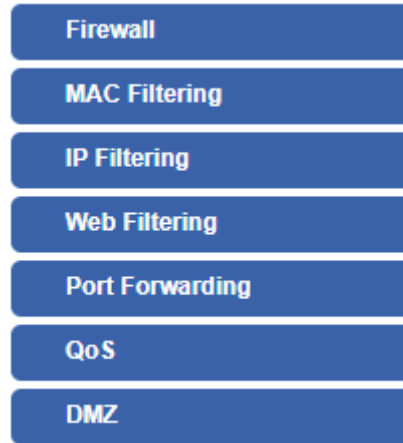 Firewall
MAC Filtering
IP Filtering
Web Filtering
Port Forwarding
QoS
DMZ